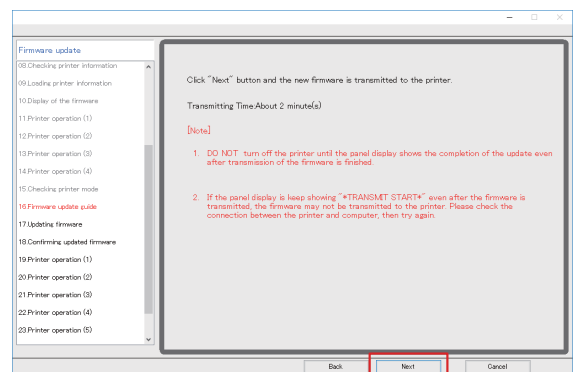 Firmware update
08.Checking printer information
09.Loading printer information
10.Display of the firmware
11.Printer operation (1)
12.Printer operation (2)
13.Printer operation (3)
14.Printer operation (4)
15.Checking printer mode
16.Firmware update guide
17.Updating firmware
18.Confirming updated firmware
19.Printer operation (1)
20.Printer operation (2)
21.Printer operation (3)
22.Printer operation (4)
23.Printer operation (5)
Click "Next" button and the new firmware is transmitted to the printer.
Transmitting Time:About 2 minute(s)
[Note]
1. DO NOT turn off the printer until the panel display shows the completion of the update even
after transmission of the firmware is finished.
2. If the panel display is keep showing "*TRANSMIT START*" even after the firmware is
transmitted, the firmware may not be transmitted to the printer. Please check the
connection between the printer and computer, then try again.
Back
Next
Cancel